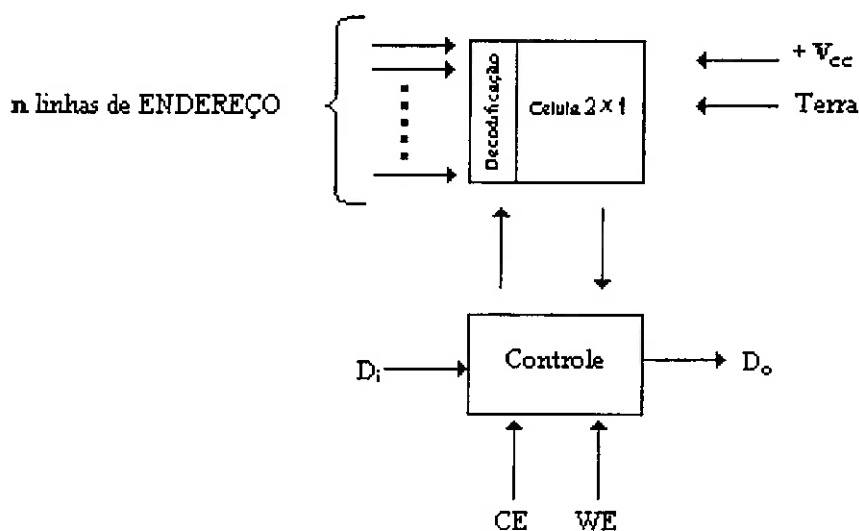 + Vcc
n linhas de ENDEREÇO
Decodificação
Celula 2 x 1
Terra
Di
Controle
Do
CE
WE